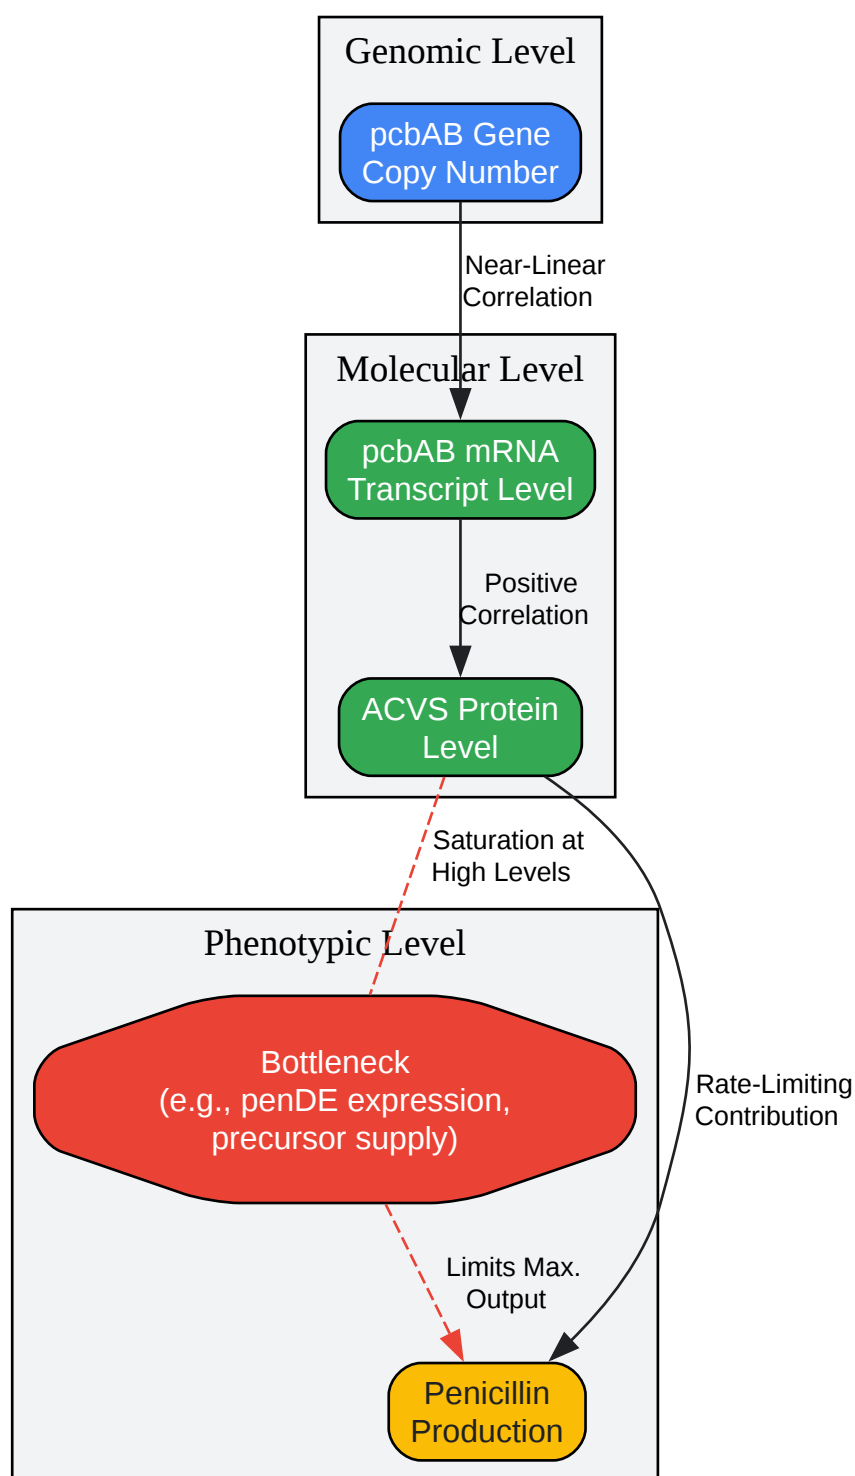 Genomic Level
pcbAB Gene
Copy Number
Near-Linear
Correlation
Molecular Level
pcbAB mRNA
Transcript Level
Positive
Correlation
ACVS Protein
Level
Saturation at
High Levels
Phenotypic Level
Bottleneck
(e.g., penDE expression,
precursor supply)
Rate-Limiting
Contribution
Limits Max.
Output
Penicillin
Production